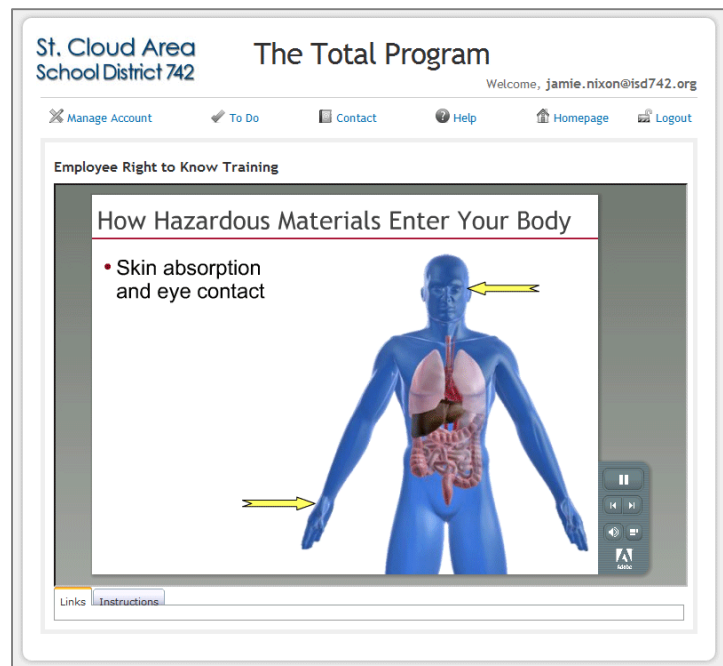 St. Cloud Area
School District 742
The Total Program
Welcome, jamie.nixon@isd742.org
Manage Account To Do Contact Help Homepage Logout
Employee Right to Know Training
How Hazardous Materials Enter Your Body
• Skin absorption
and eye contact
Adobe
Links Instructions